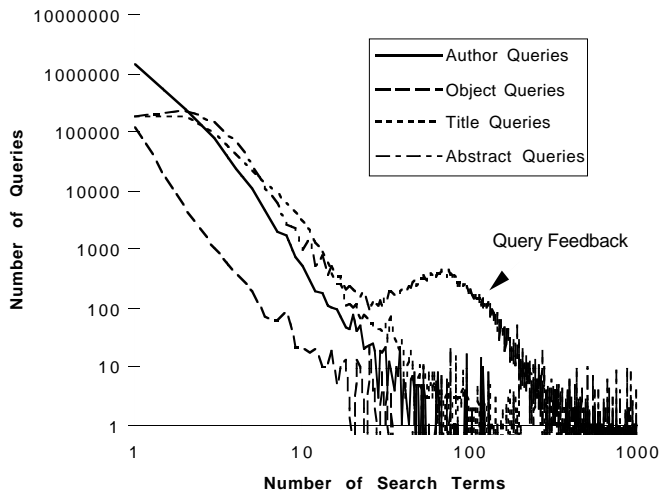 10000000
1000000
100000
10000
1000
100
10
1
Number of Queries
Author Queries
Object Queries
Title Queries
Abstract Queries
Query Feedback
1 10 100 1000
Number of Search Terms